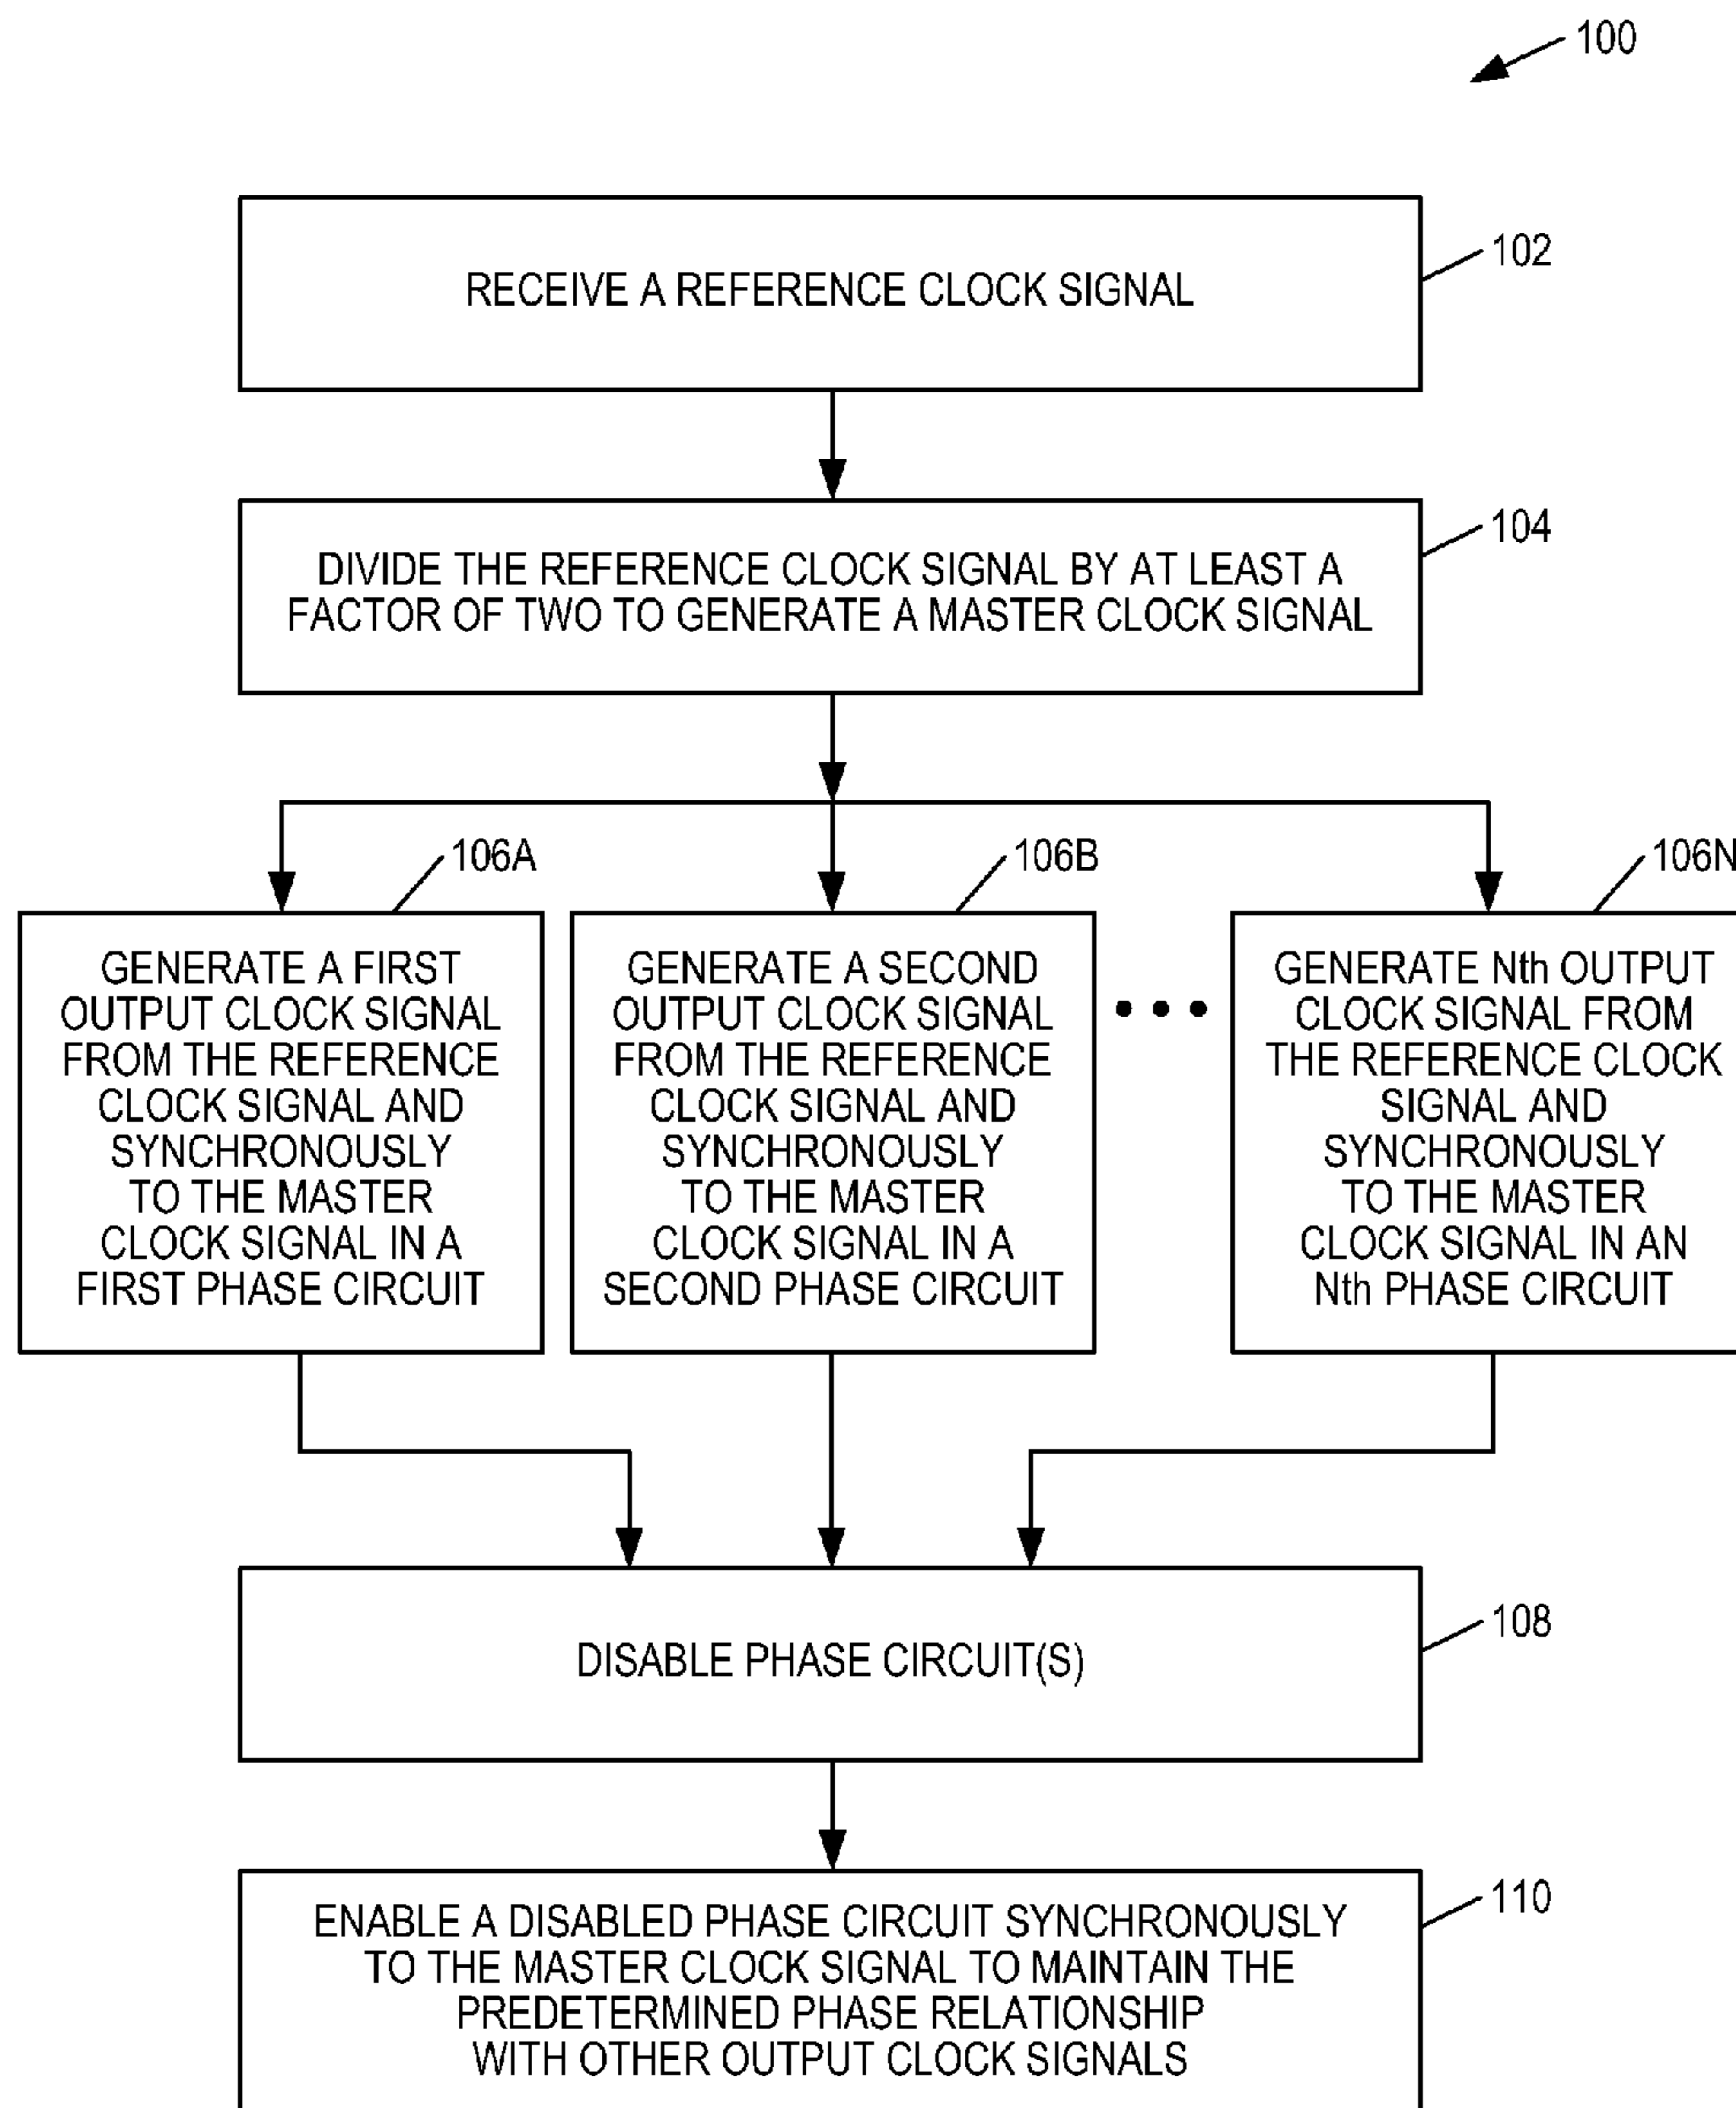 100
102
RECEIVE A REFERENCE CLOCK SIGNAL
104
DIVIDE THE REFERENCE CLOCK SIGNAL BY AT LEAST A
FACTOR OF TWO TO GENERATE A MASTER CLOCK SIGNAL
106A
GENERATE A FIRST
OUTPUT CLOCK SIGNAL
FROM THE REFERENCE
CLOCK SIGNAL AND
SYNCHRONOUSLY
TO THE MASTER
CLOCK SIGNAL IN A
FIRST PHASE CIRCUIT
106B
GENERATE A SECOND
OUTPUT CLOCK SIGNAL
FROM THE REFERENCE
CLOCK SIGNAL AND
SYNCHRONOUSLY
TO THE MASTER
CLOCK SIGNAL IN A
SECOND PHASE CIRCUIT
• • •
106N
GENERATE Nth OUTPUT
CLOCK SIGNAL FROM
THE REFERENCE CLOCK
SIGNAL AND
SYNCHRONOUSLY
TO THE MASTER
CLOCK SIGNAL IN AN
Nth PHASE CIRCUIT
108
DISABLE PHASE CIRCUIT(S)
110
ENABLE A DISABLED PHASE CIRCUIT SYNCHRONOUSLY
TO THE MASTER CLOCK SIGNAL TO MAINTAIN THE
PREDETERMINED PHASE RELATIONSHIP
WITH OTHER OUTPUT CLOCK SIGNALS